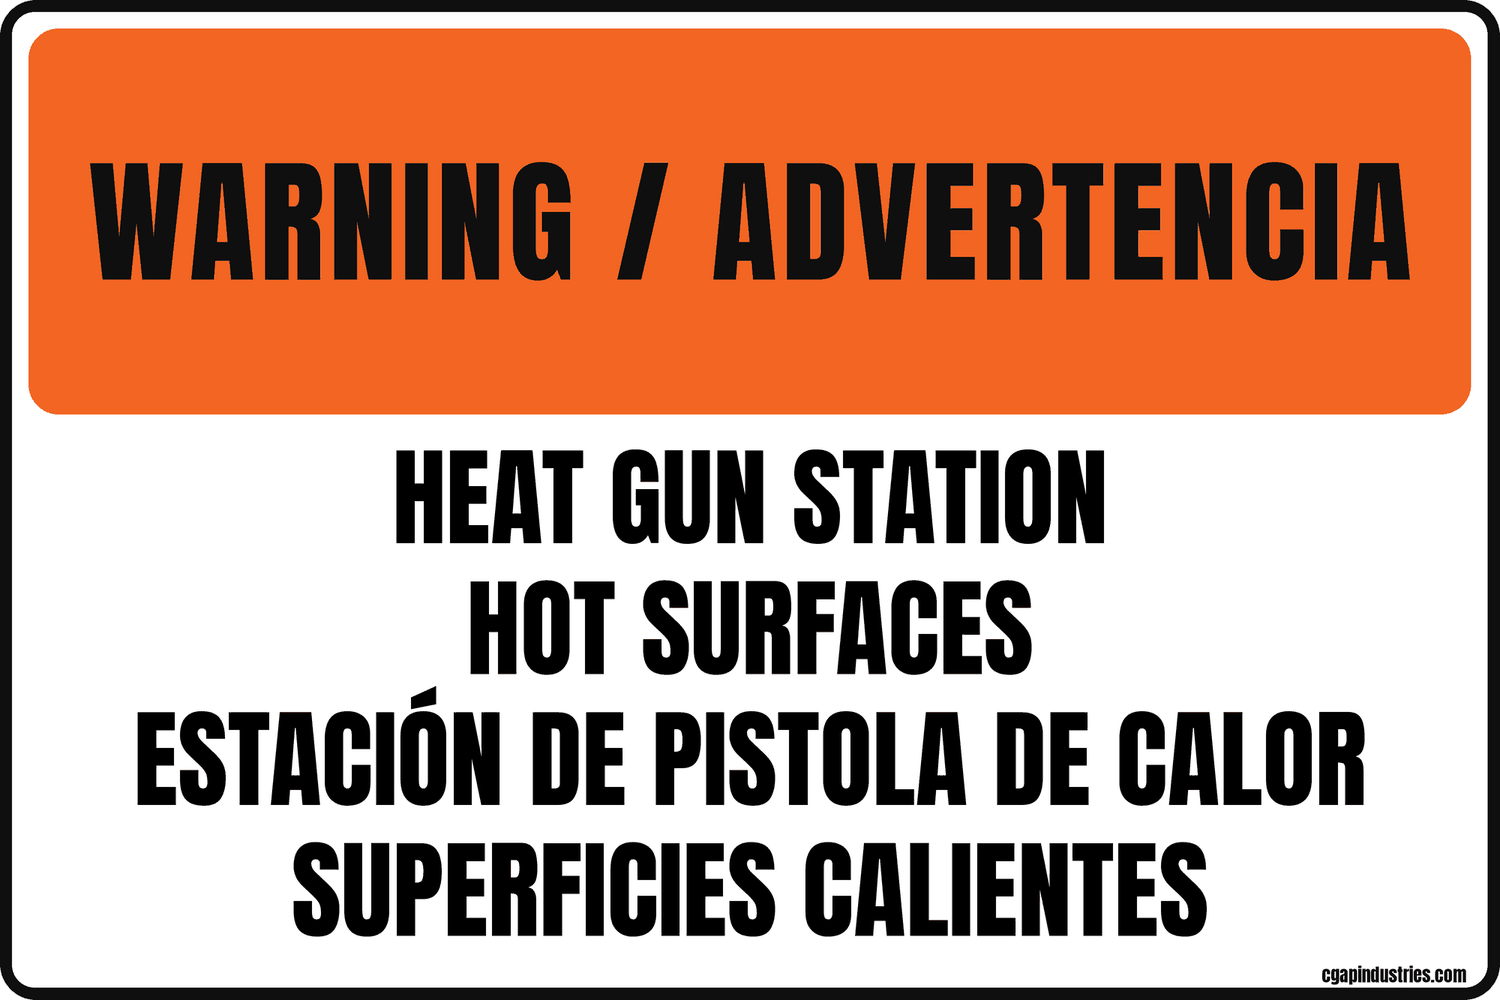 WARNING / ADVERTENCIA
HEAT GUN STATION
HOT SURFACES
ESTACIÓN DE PISTOLA DE CALOR
SUPERFICIES CALIENTES
cgapindustries.com